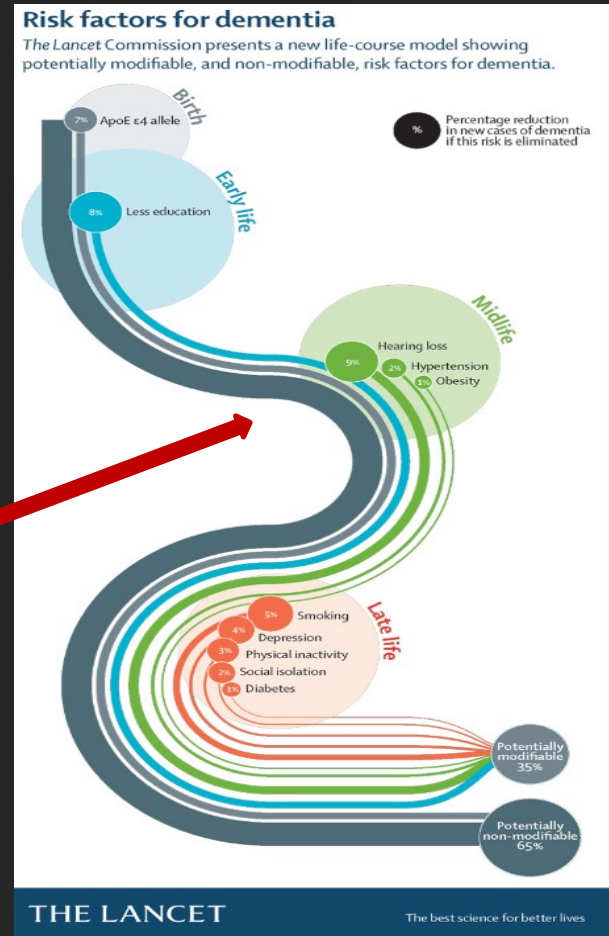 Risk factors for dementia
The Lancet Commission presents a new life-course model showing
potentially modifiable, and non-modifiable, risk factors for dementia.
Birth
7% ApoE ε4 allele
%
Percentage reduction
in new cases of dementia
if this risk is eliminated
Early life
8% Less education
Midlife
Hearing loss
9%
2% Hypertension
1% Obesity
Late life
5% Smoking
4% Depression
3% Physical inactivity
2% Social isolation
1% Diabetes
Potentially
modifiable
35%
Potentially
non-modifiable
65%
THE LANCET
The best science for better lives